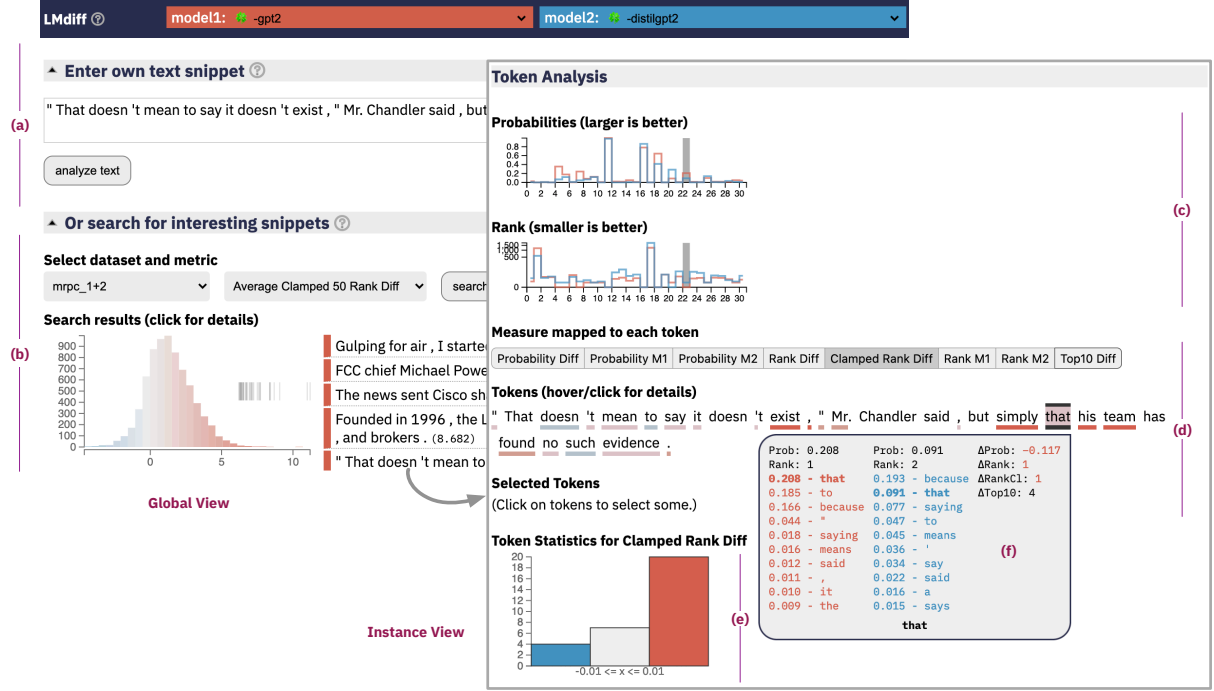 LMdiff ? model1: -gpt2 model2: -distilgpt2
Enter own text snippet ?
" That doesn 't mean to say it doesn 't exist , " Mr. Chandler said , but
(a)
analyze text
Or search for interesting snippets ?
Select dataset and metric
mrpc_1+2 Average Clamped 50 Rank Diff search
Search results (click for details)
(b)
900
800
700
600
500
400
300
200
100
0 5 10
Gulping for air , I starte
FCC chief Michael Powe
The news sent Cisco sh
Founded in 1996 , the L
, and brokers . (8.682)
" That doesn 't mean to
Global View
Instance View
Token Analysis
Probabilities (larger is better)
0.8
0.6
0.4
0.2
0.0
0 2 4 6 8 10 12 14 16 18 20 22 24 26 28 30
(c)
Rank (smaller is better)
1,500
1,000
500
0
0 2 4 6 8 10 12 14 16 18 20 22 24 26 28 30
Measure mapped to each token
Probability Diff Probability M1 Probability M2 Rank Diff Clamped Rank Diff Rank M1 Rank M2 Top10 Diff
Tokens (hover/click for details)
" That doesn 't mean to say it doesn 't exist , " Mr. Chandler said , but simply that his team has
found no such evidence .
(d)
Selected Tokens
(Click on tokens to select some.)
Token Statistics for Clamped Rank Diff
20
18
16
14
12
10
8
6
4
2
0
-0.01 <= x <= 0.01
(e)
Prob: 0.208 Prob: 0.091 ΔProb: -0.117
Rank: 1 Rank: 2 ΔRank: 1
0.208 - that 0.193 - because ΔRankCl: 1
0.185 - to 0.091 - that ΔTop10: 4
0.166 - because 0.077 - saying
0.044 - " 0.047 - to
0.018 - saying 0.045 - means
0.016 - means 0.036 - '
0.012 - said 0.034 - say
0.011 - , 0.022 - said
0.010 - it 0.016 - a
0.009 - the 0.015 - says
(f)
that